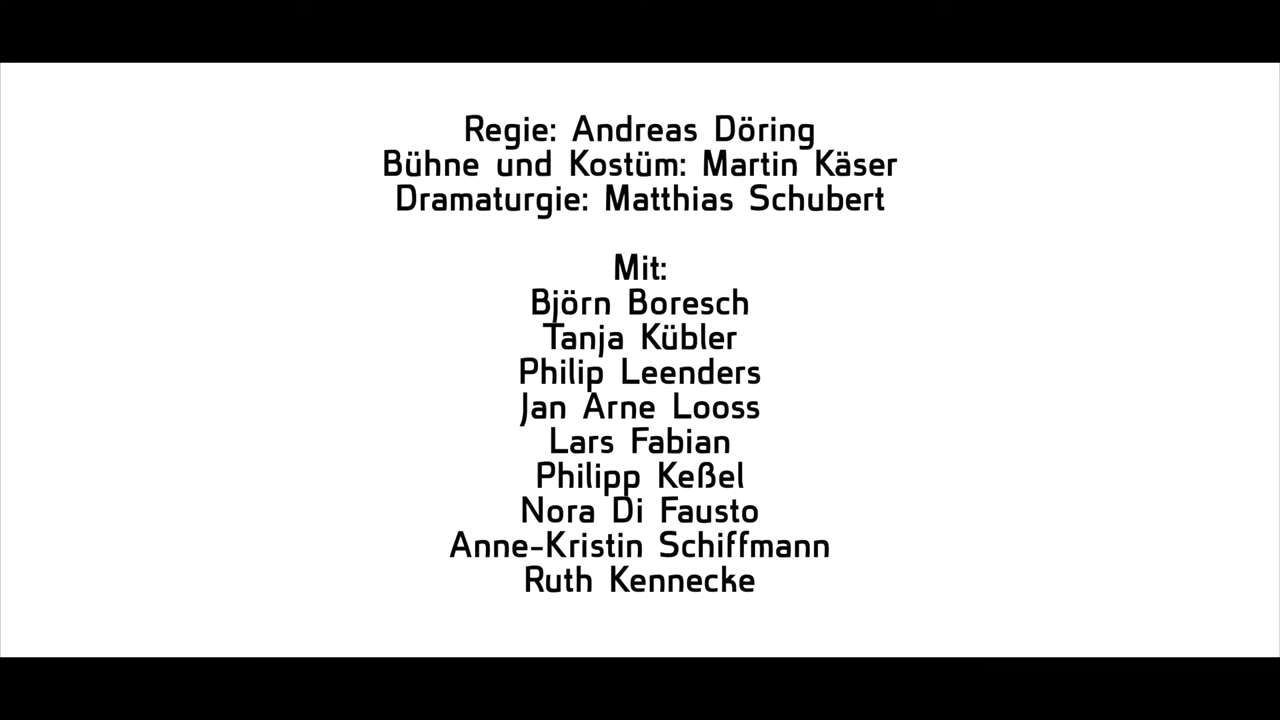 Regie: Andreas Döring
Bühne und Kostüm: Martin Käser
Dramaturgie: Matthias Schubert
Mit:
Björn Boresch
Tanja Kübler
Philip Leenders
Jan Arne Looss
Lars Fabian
Philipp Keßel
Nora Di Fausto
Anne-Kristin Schiffmann
Ruth Kennecke